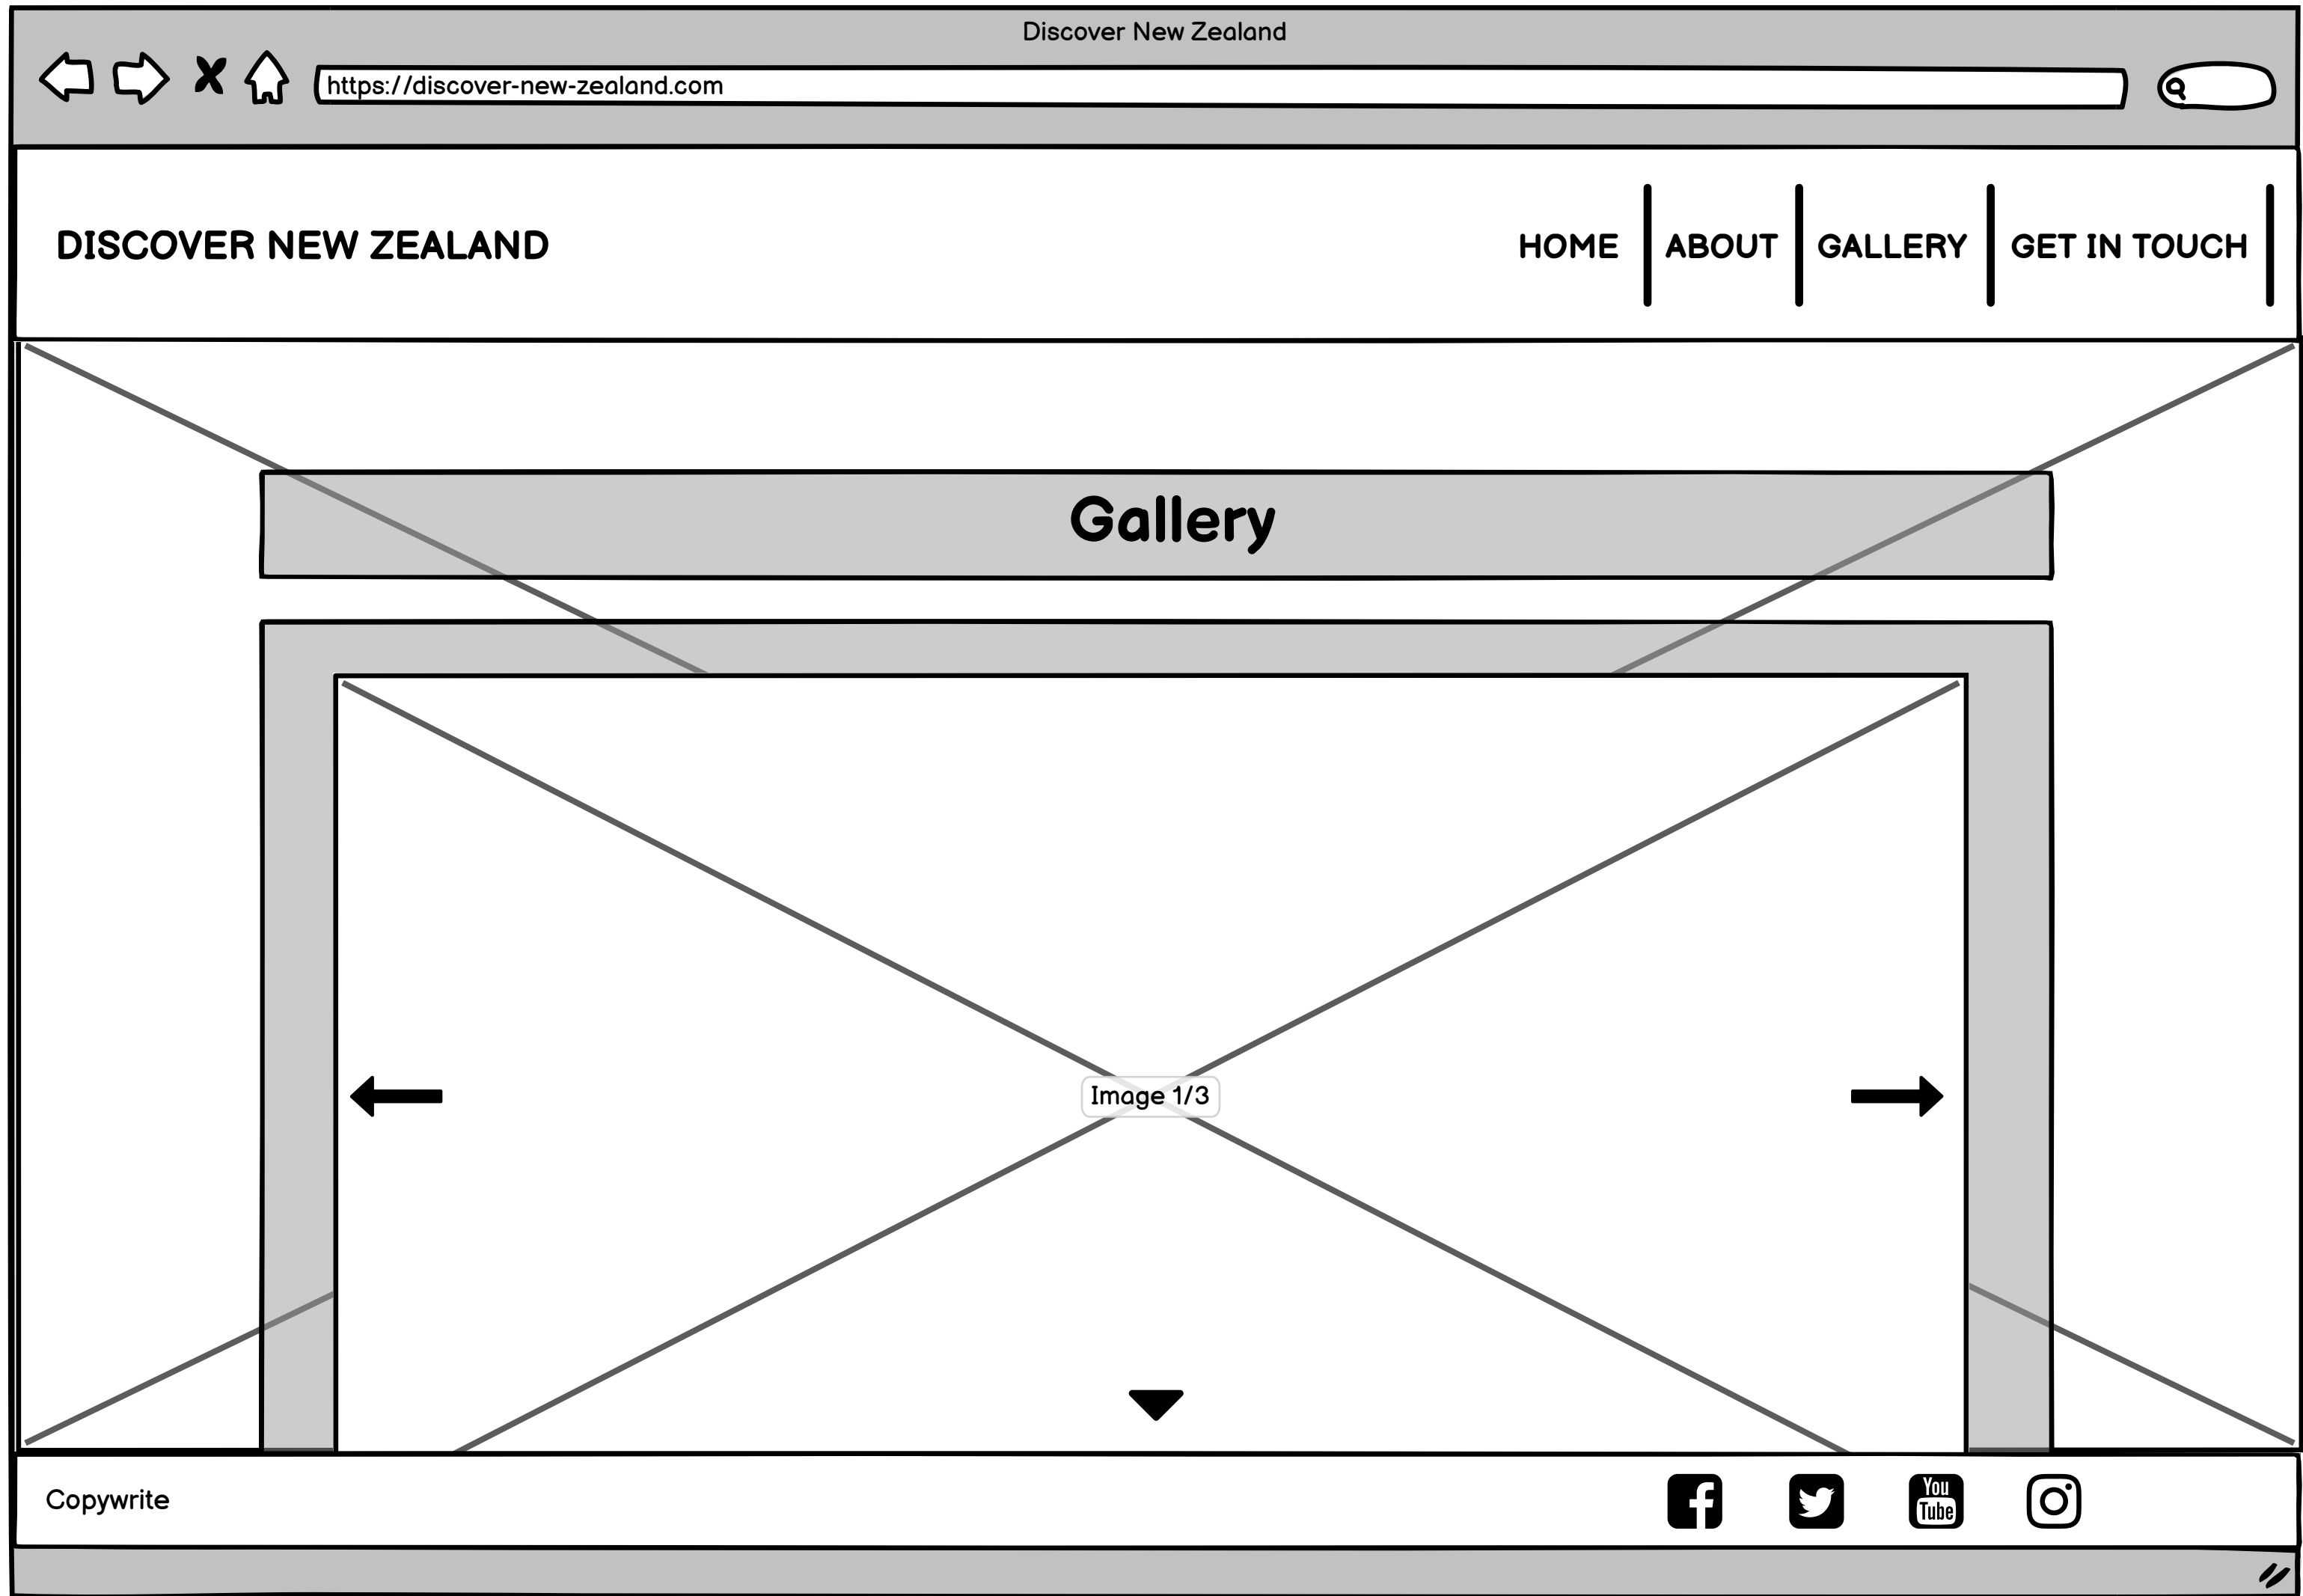 Discover New Zealand
https://discover-new-zealand.com
DISCOVER NEW ZEALAND
HOME
ABOUT
GALLERY
GET IN TOUCH
Gallery
Image 1/3
Copywrite
You
Tube